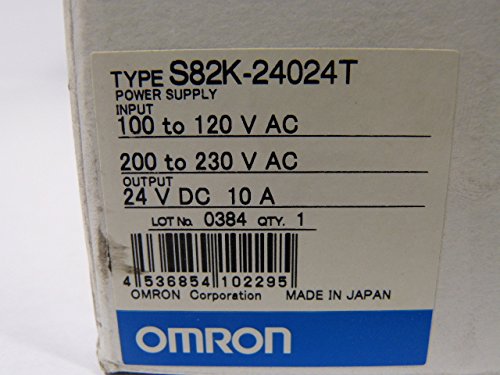 TYPE S82K-24024T
POWER SUPPLY
INPUT
100 to 120 V AC
200 to 230 V AC
OUTPUT
24 V DC 10 A
LOT No. 0384 QTY. 1
4 536854 102295
OMRON Corporation MADE IN JAPAN
OMRON